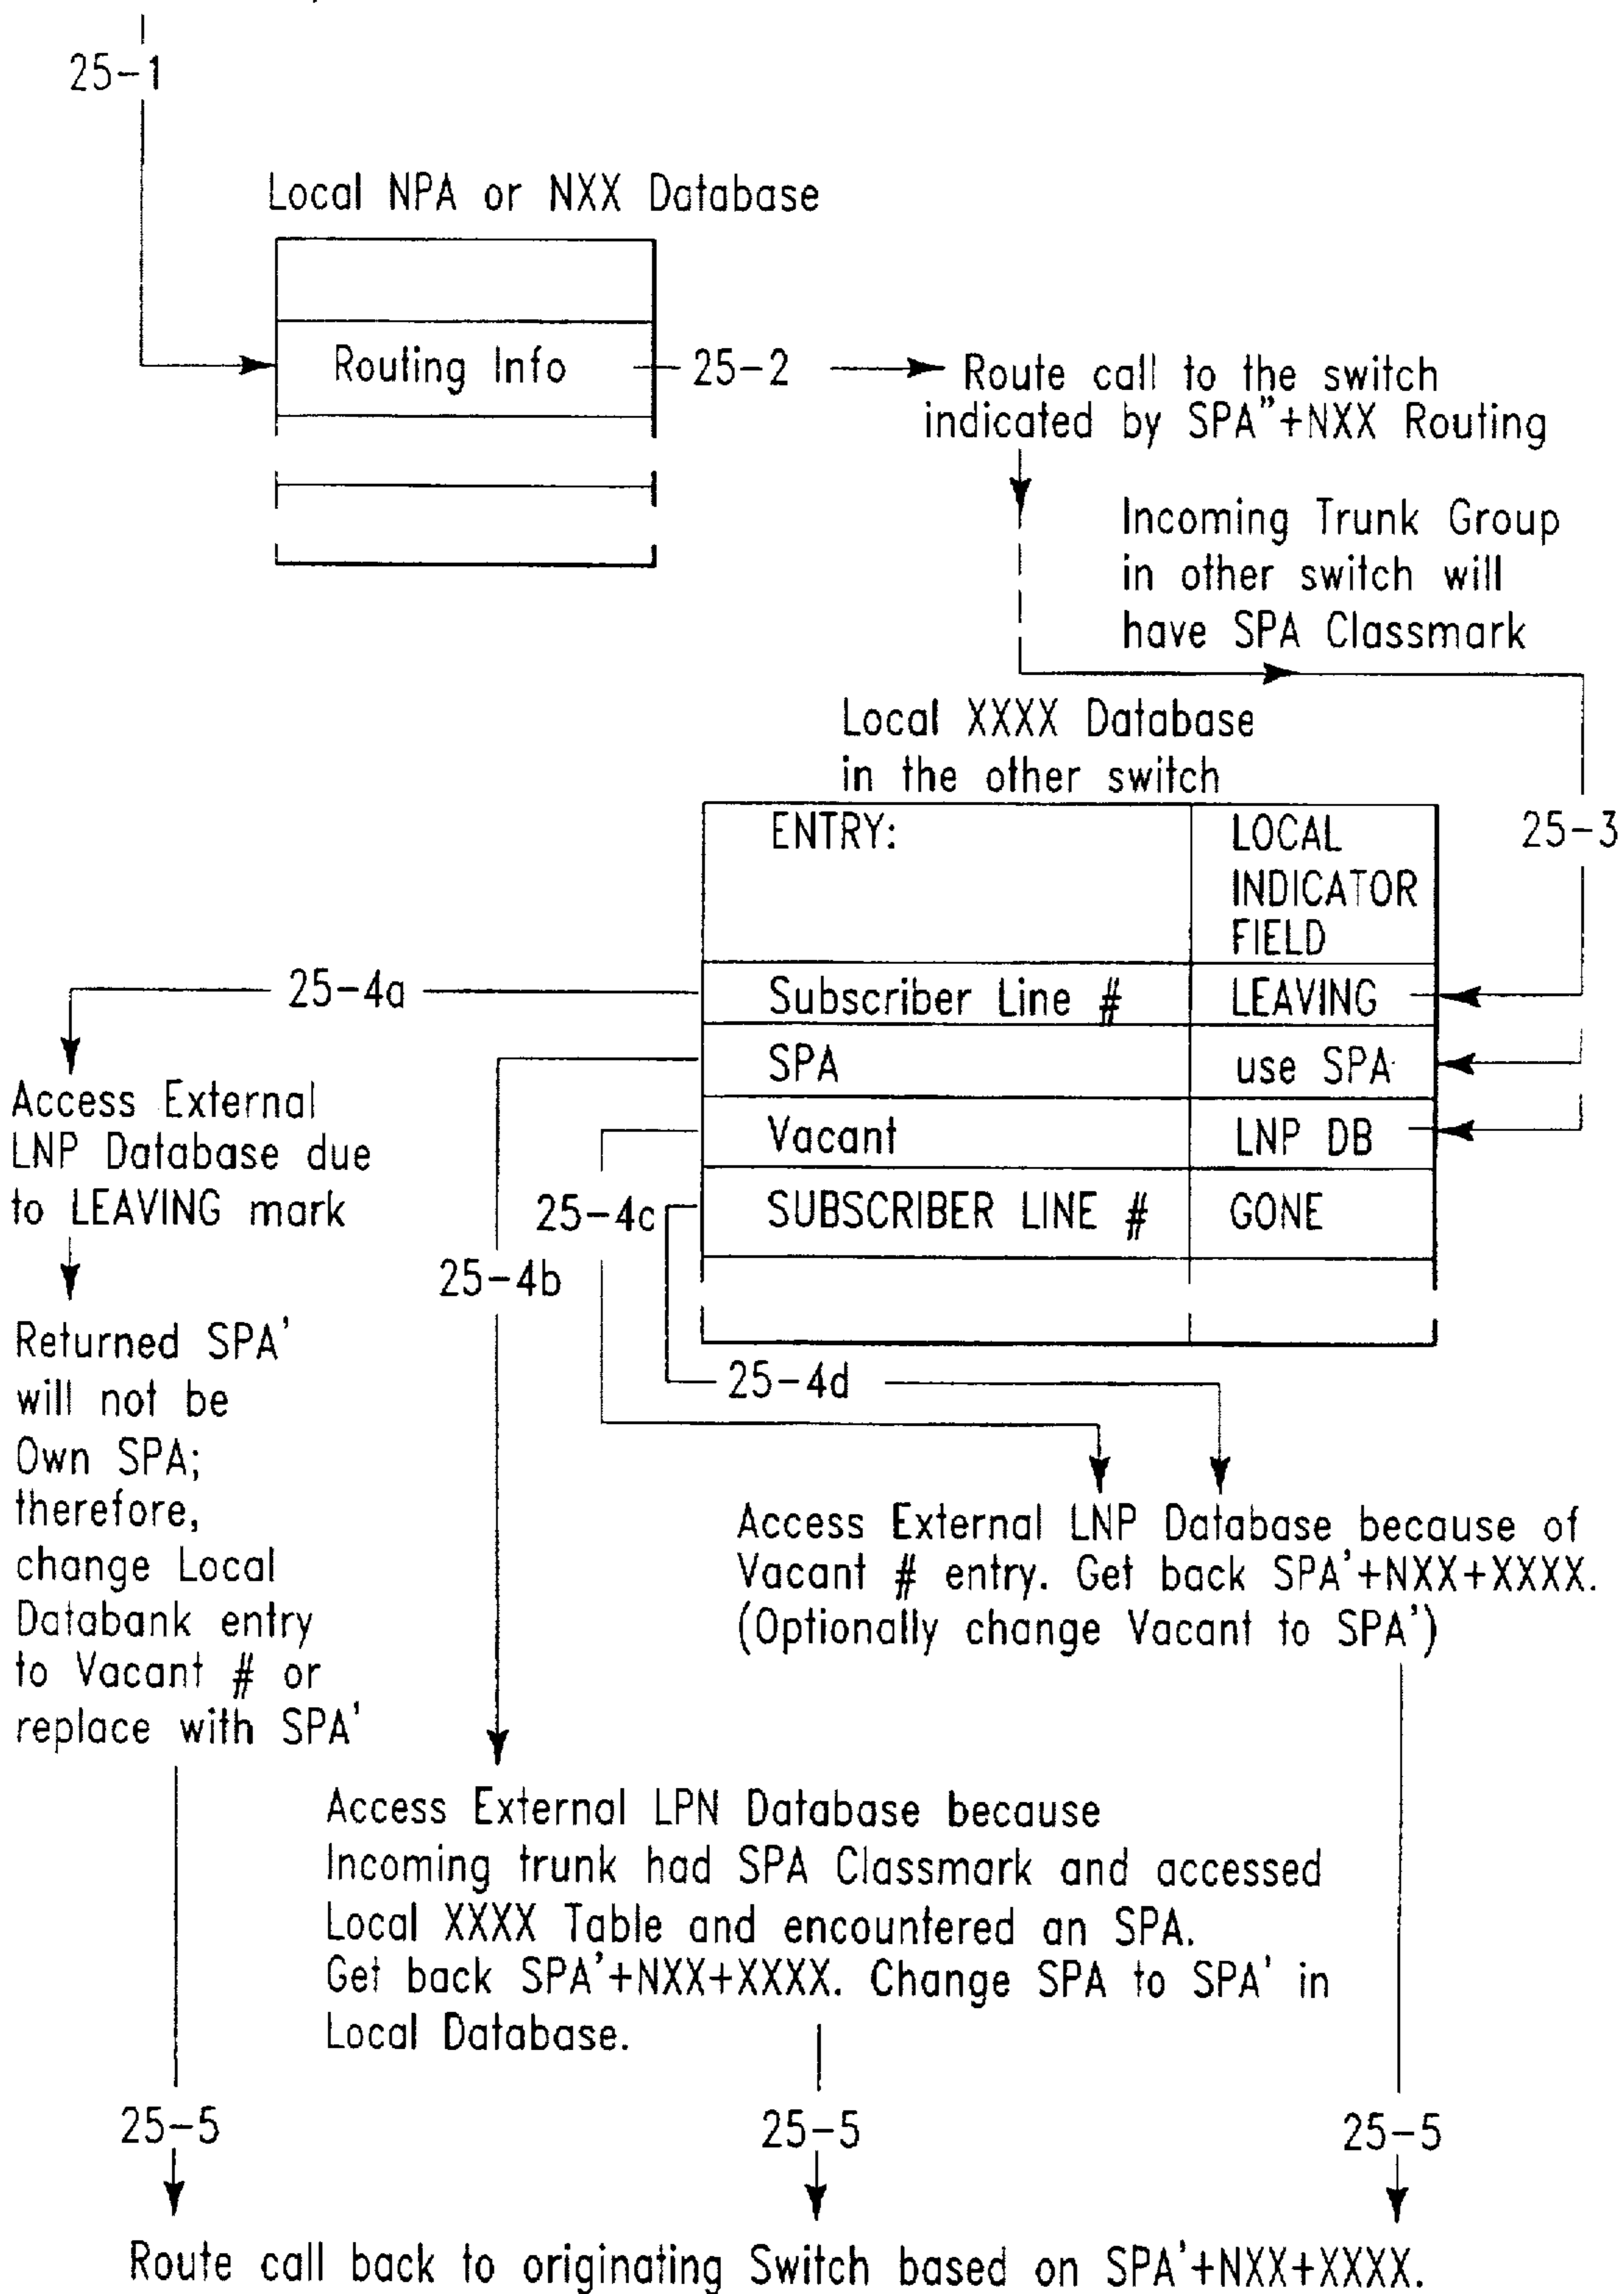 25-1
Local NPA or NXX Database
Routing Info
25-2
Route call to the switch
indicated by SPA"+NXX Routing
Incoming Trunk Group
in other switch will
have SPA Classmark
Local XXXX Database
in the other switch
25-3
ENTRY:
LOCAL
INDICATOR
FIELD
25-4a
Subscriber Line #
LEAVING
SPA
use SPA
Vacant
LNP DB
SUBSCRIBER LINE #
GONE
25-4c
25-4b
25-4d
Access External
LNP Database due
to LEAVING mark
Returned SPA'
will not be
Own SPA;
therefore,
change Local
Databank entry
to Vacant # or
replace with SPA'
Access External LNP Database because of
Vacant # entry. Get back SPA'+NXX+XXXX.
(Optionally change Vacant to SPA')
Access External LPN Database because
Incoming trunk had SPA Classmark and accessed
Local XXXX Table and encountered an SPA.
Get back SPA'+NXX+XXXX. Change SPA to SPA' in
Local Database.
25-5
25-5
25-5
Route call back to originating Switch based on SPA'+NXX+XXXX.